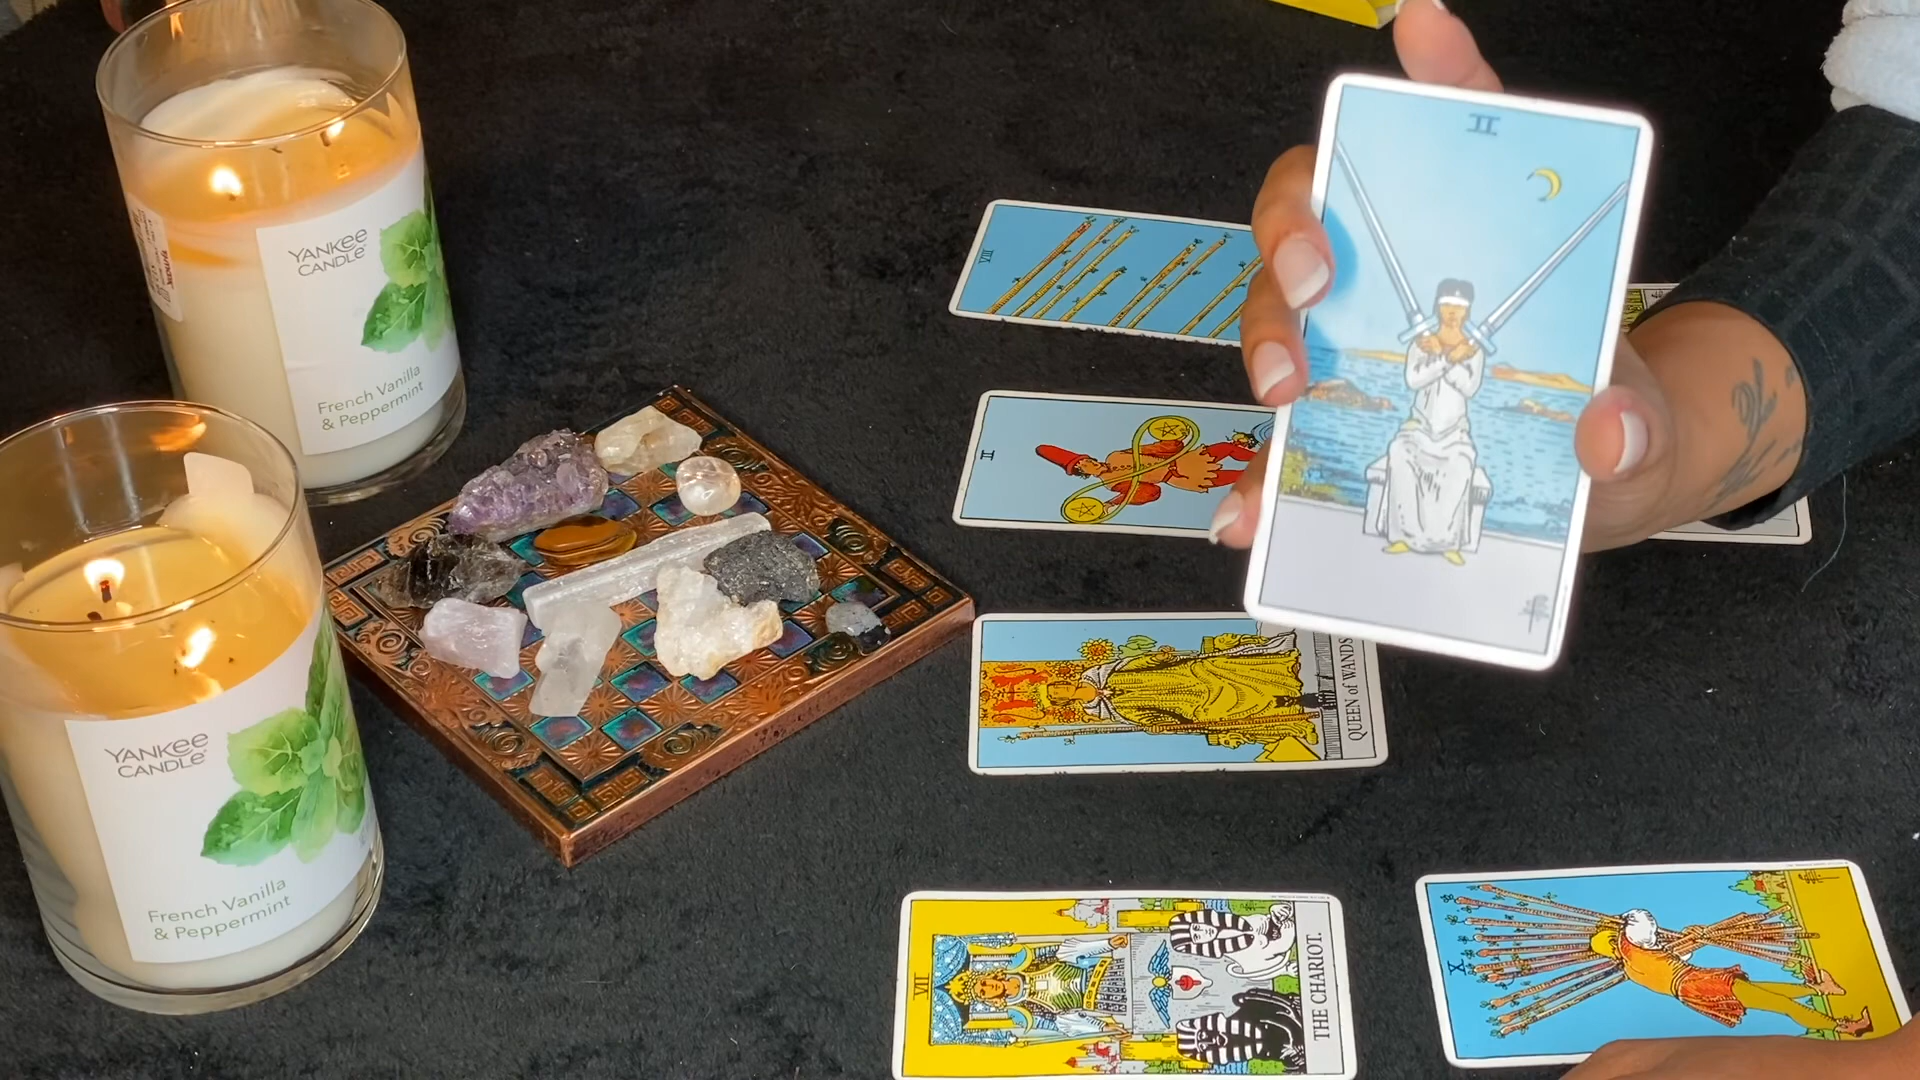 YANKEE
CANDLE
French Vanilla
& Peppermint
YANKEE
CANDLE
French Vanilla
& Peppermint
II
VIII
II
QUEEN of WANDS
VII
THE CHARIOT.
X